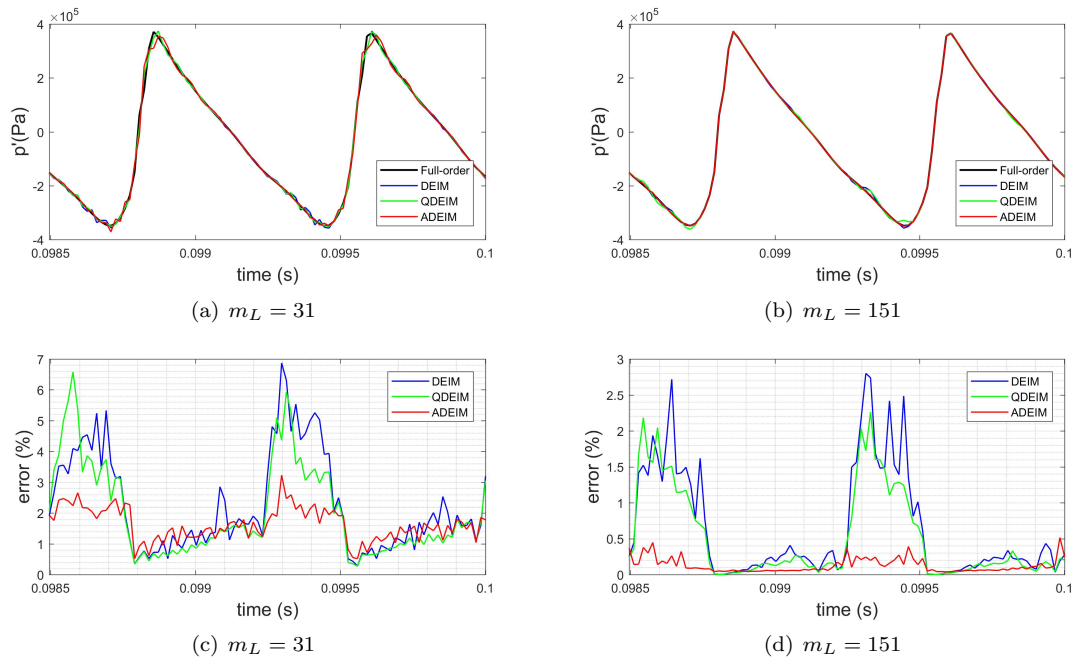 ×10⁵
4
2
0
-2
-4
p'(Pa)
0.0985
0.099
0.0995
0.1
time (s)
Full-order
DEIM
QDEIM
ADEIM
(a) m_L = 31
×10⁵
4
2
0
-2
-4
p'(Pa)
0.0985
0.099
0.0995
0.1
time (s)
Full-order
DEIM
QDEIM
ADEIM
(b) m_L = 151
7
6
5
4
3
2
1
0
error (%)
0.0985
0.099
0.0995
0.1
time (s)
DEIM
QDEIM
ADEIM
(c) m_L = 31
3
2.5
2
1.5
1
0.5
0
error (%)
0.0985
0.099
0.0995
0.1
time (s)
DEIM
QDEIM
ADEIM
(d) m_L = 151